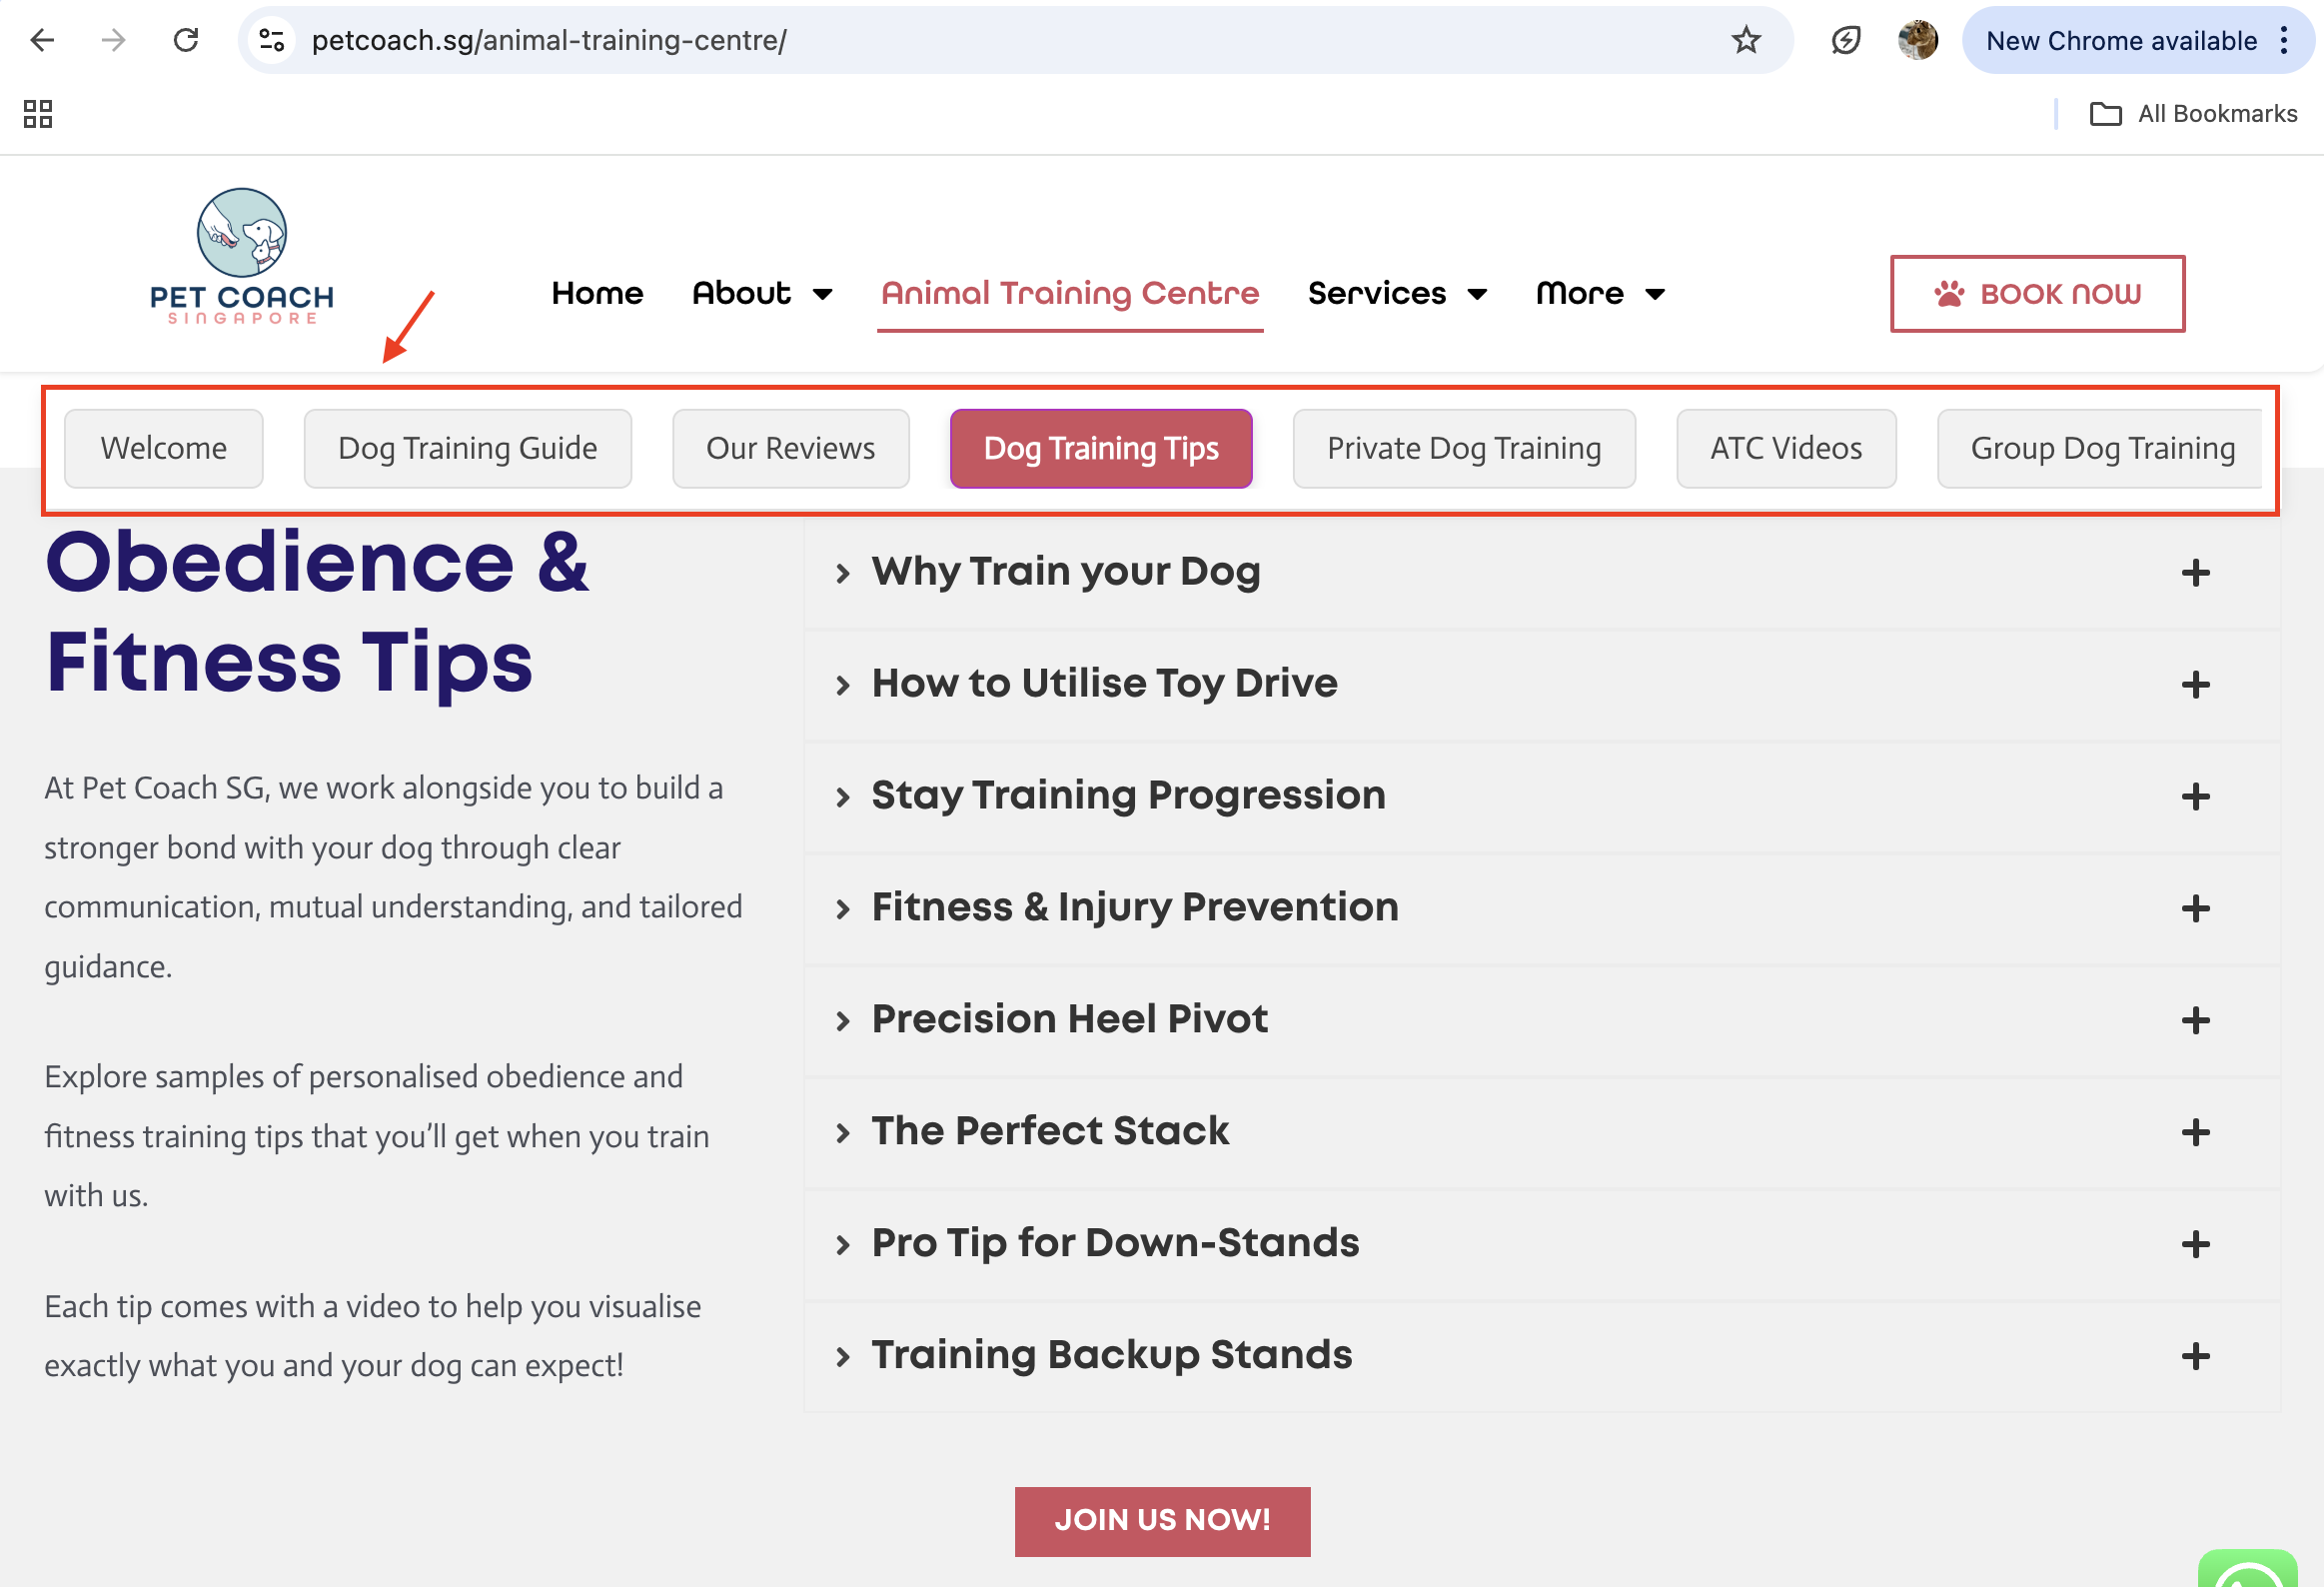 petcoach.sg/animal-training-centre/
New Chrome available
All Bookmarks
PET COACH
SINGAPORE
Home
About
Animal Training Centre
Services
More
BOOK NOW
Welcome
Dog Training Guide
Our Reviews
Dog Training Tips
Private Dog Training
ATC Videos
Group Dog Training
Obedience &
Fitness Tips
At Pet Coach SG, we work alongside you to build a
stronger bond with your dog through clear
communication, mutual understanding, and tailored
guidance.
Explore samples of personalised obedience and
fitness training tips that you’ll get when you train
with us.
Each tip comes with a video to help you visualise
exactly what you and your dog can expect!
Why Train your Dog
How to Utilise Toy Drive
Stay Training Progression
Fitness & Injury Prevention
Precision Heel Pivot
The Perfect Stack
Pro Tip for Down-Stands
Training Backup Stands
JOIN US NOW!